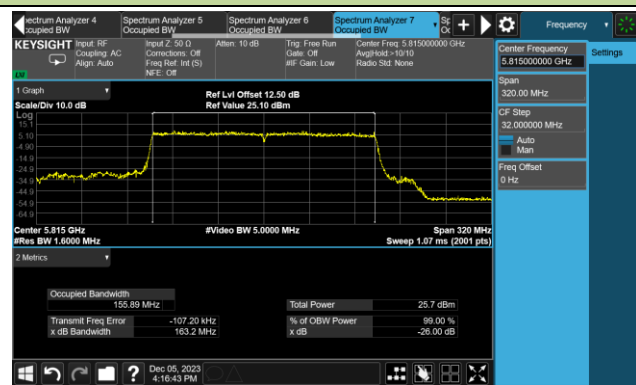 ectrum Analyzer 4
ccupied BW
Spectrum Analyzer 5
Occupied BW
Spectrum Analyzer 6
Occupied BW
Spectrum Analyzer 7
Occupied BW
Sp
Oc
Frequency
KEYSIGHT
Input: RF
Coupling: AC
Align: Auto
Input Z: 50 Ω
Corrections: Off
Freq Ref: Int (S)
NFE: Off
Atten: 10 dB
Trig: Free Run
Gate: Off
#IF Gain: Low
Center Freq: 5.815000000 GHz
Avg|Hold:>10/10
Radio Std: None
LV
Center Frequency
5.815000000 GHz
Settings
Span
320.00 MHz
CF Step
32.000000 MHz
Auto
Man
Freq Offset
0 Hz
1 Graph
Scale/Div 10.0 dB
Ref Lvl Offset 12.50 dB
Ref Value 25.10 dBm
Log
15.1
5.10
-4.90
-14.9
-24.9
-34.9
-44.9
-54.9
-64.9
Center 5.815 GHz
#Res BW 1.6000 MHz
#Video BW 5.0000 MHz
Span 320 MHz
Sweep 1.07 ms (2001 pts)
2 Metrics
Occupied Bandwidth
155.89 MHz
Total Power 25.7 dBm
Transmit Freq Error -107.20 kHz
% of OBW Power 99.00 %
x dB Bandwidth 163.2 MHz
x dB -26.00 dB
?
Dec 05, 2023
4:16:43 PM